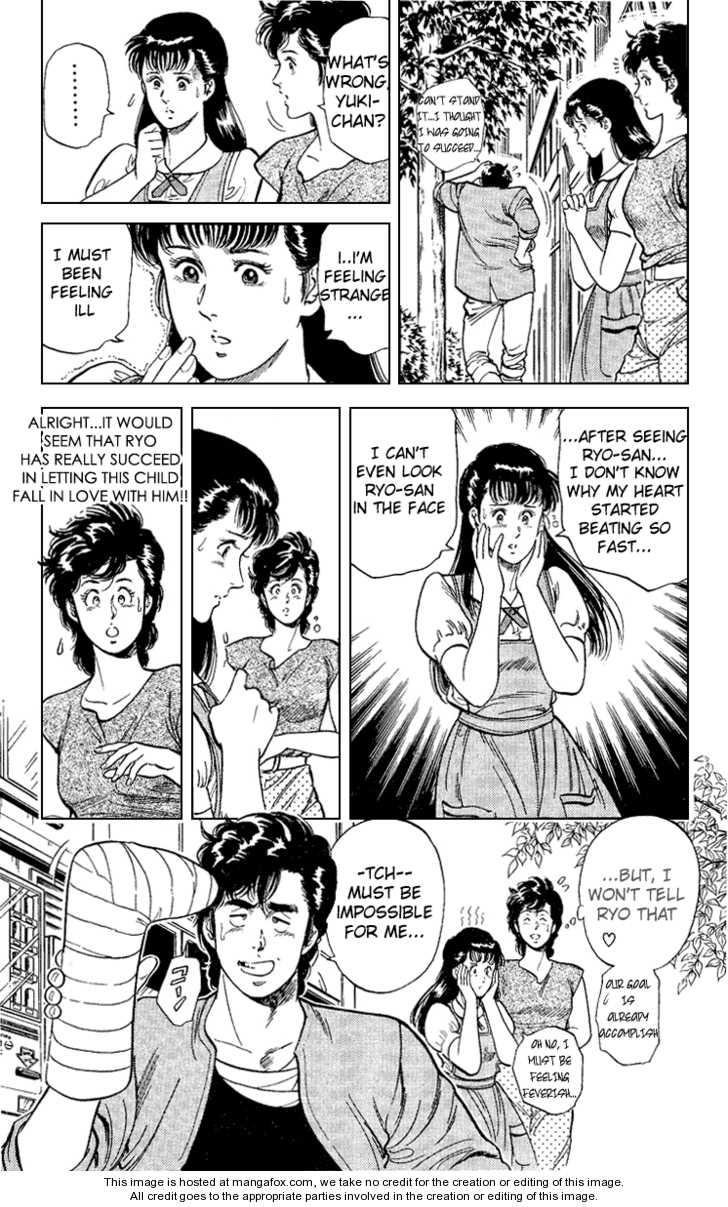 WHAT'S
WRONG,
YUKI-
CHAN?
......
CAN'T STAND
IT...I THOUGHT
I WAS GOING
TO SUCCEED...
I..I'M
FEELING
STRANGE
...
I MUST
BEEN
FEELING
ILL
...AFTER SEEING
RYO-SAN...
I DON'T KNOW
WHY MY HEART
STARTED
BEATING SO
FAST...
I CAN'T
EVEN LOOK
RYO-SAN
IN THE FACE
ALRIGHT...IT WOULD
SEEM THAT RYO
HAS REALLY SUCCEED
IN LETTING THIS CHILD
FALL IN LOVE WITH HIM!!
...BUT, I
WON'T TELL
RYO THAT
♡
OUR GOAL
IS
ALREADY
ACCOMPLISH
OH NO, I
MUST BE
FEELING
FEVERISH...
-TCH--
MUST BE
IMPOSSIBLE
FOR ME...
This image is hosted at mangafox.com, we take no credit for the creation or editing of this image.
All credit goes to the appropriate parties involved in the creation or editing of this image.